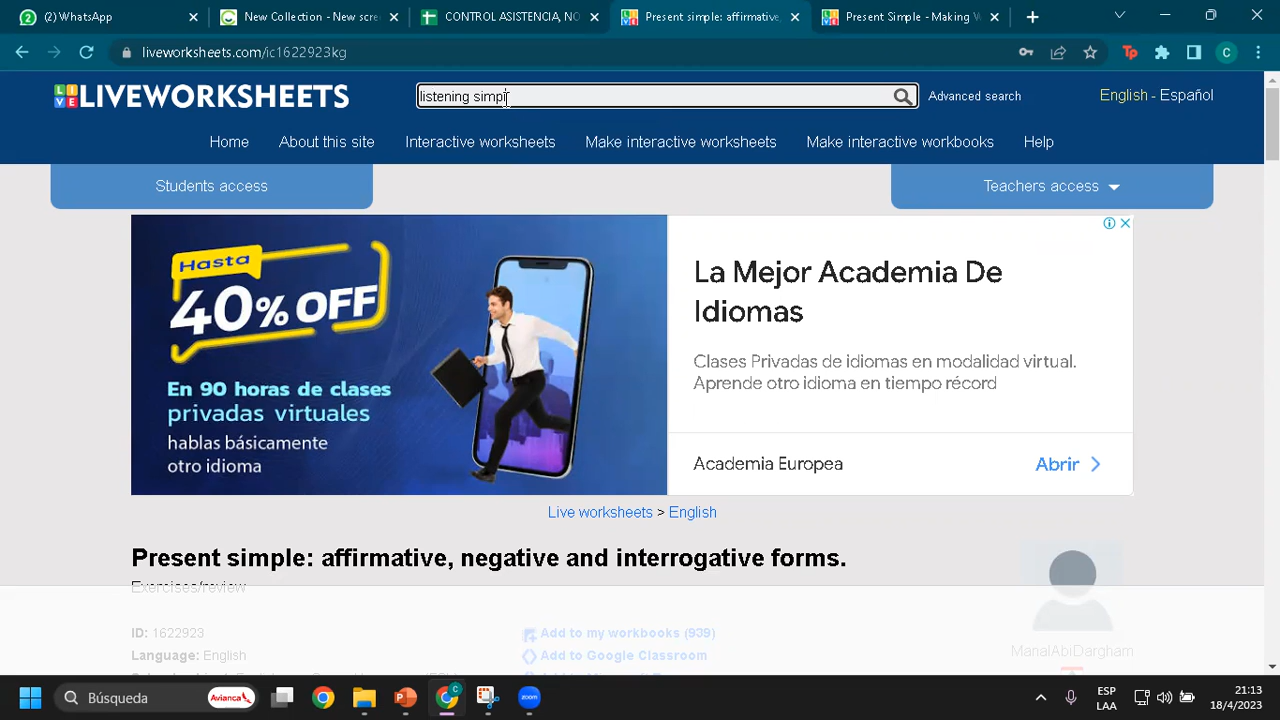 (2) WhatsApp
New Collection - New scre
CONTROL ASISTENCIA, NO
Present simple: affirmative,
Present Simple - Making V
liveworksheets.com/ic1622923kg
LIVEWORKSHEETS
listening simpl
Advanced search
English - Español
Home
About this site
Interactive worksheets
Make interactive worksheets
Make interactive workbooks
Help
Students access
Teachers access
Hasta
40% OFF
En 90 horas de clases
privadas virtuales
hablas básicamente
otro idioma
La Mejor Academia De
Idiomas
Clases Privadas de idiomas en modalidad virtual.
Aprende otro idioma en tiempo récord
Academia Europea
Abrir
Live worksheets > English
Present simple: affirmative, negative and interrogative forms.
Exercises/review
ID: 1622923
Add to my workbooks (939)
Language: English
Add to Google Classroom
ManalAbiDargham
Búsqueda
Avianca
ESP
LAA
21:13
18/4/2023